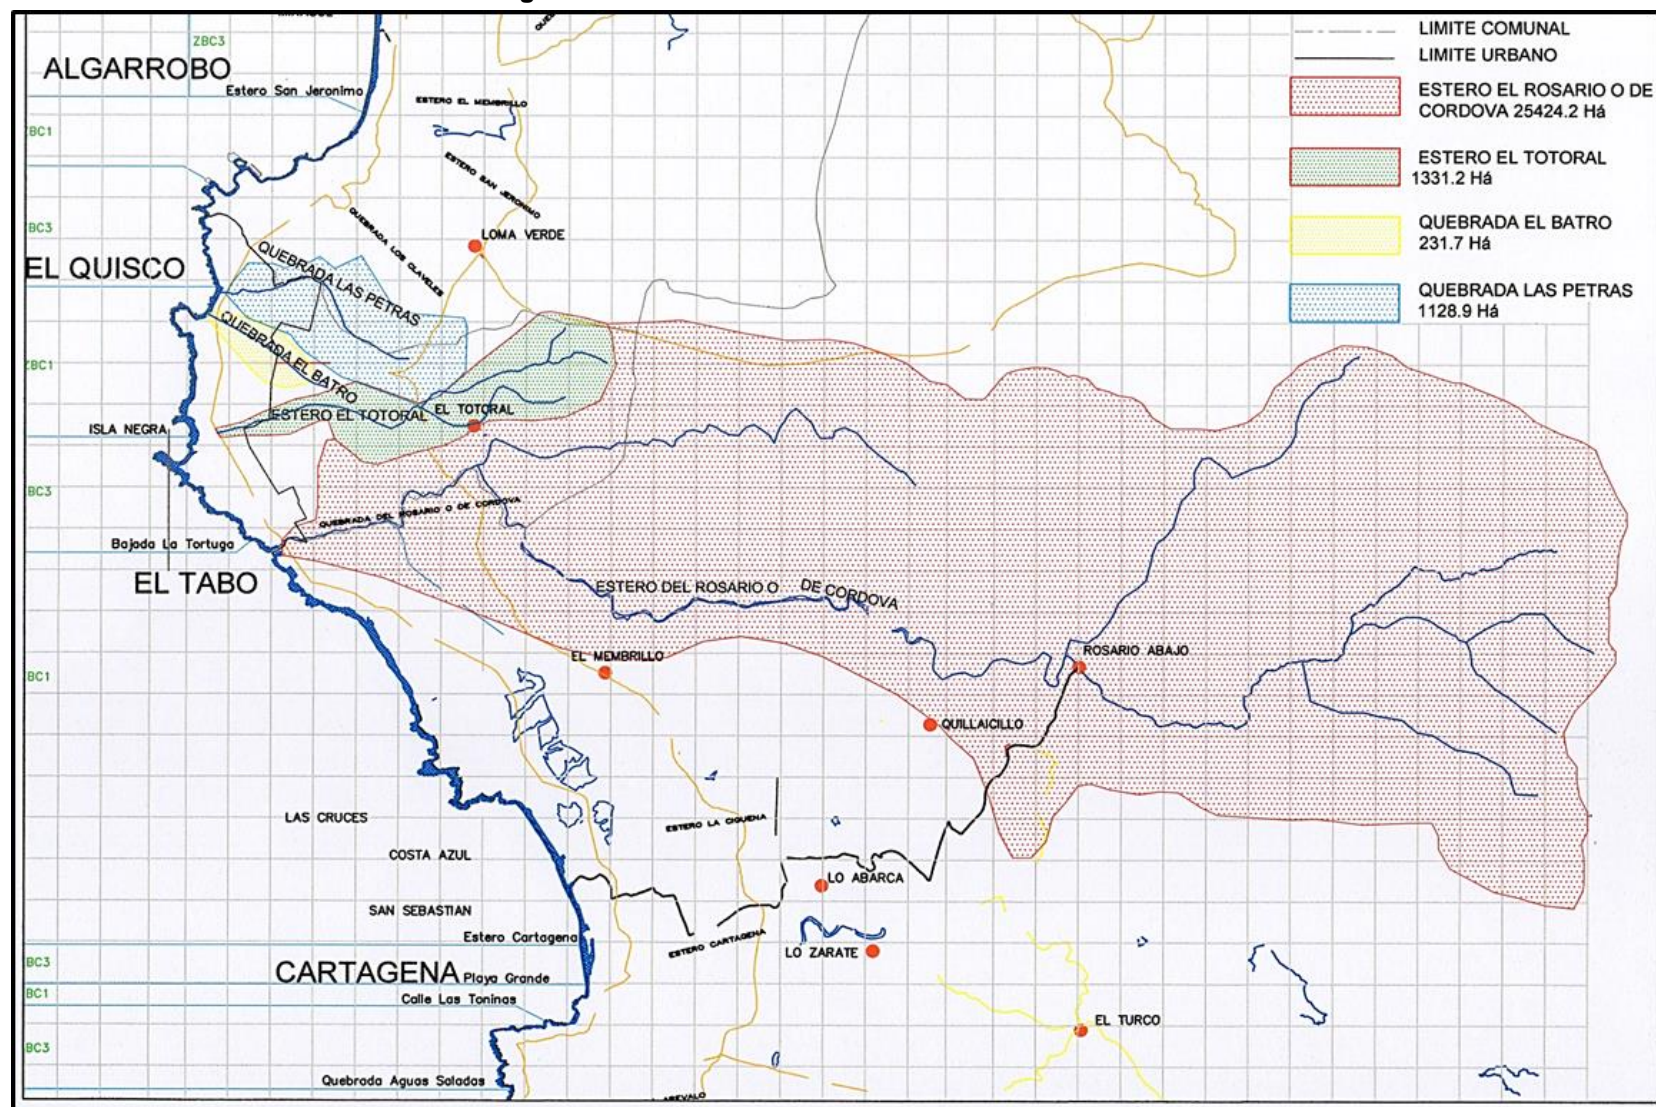 ZBC3
ALGARROBO
Estero San Jeronimo
ESTERO EL MEMBRILLO
ESTERO SAN JERONIMO
QUEBRADA LOS CLAVELES
LOMA VERDE
LIMITE COMUNAL
LIMITE URBANO
ESTERO EL ROSARIO O DE
CORDOVA 25424.2 Há
ESTERO EL TOTORAL
1331.2 Há
QUEBRADA EL BATRO
231.7 Há
QUEBRADA LAS PETRAS
1128.9 Há
BC1
BC3
EL QUISCO
QUEBRADA LAS PETRAS
QUEBRADA EL BATRO
ZBC1
ESTERO EL TOTORAL
EL TOTORAL
ISLA NEGRA
BC3
QUEBRADA DEL ROSARIO O DE CORDOVA
Bajada La Tortuga
EL TABO
ESTERO DEL ROSARIO O DE CORDOVA
EL MEMBRILLO
ROSARIO ABAJO
BC1
QUILLAICILLO
LAS CRUCES
ESTERO LA CIGUENA
COSTA AZUL
LO ABARCA
SAN SEBASTIAN
Estero Cartagena
ESTERO CARTAGENA
LO ZARATE
BC3
CARTAGENA
Playa Grande
BC1
Calle Las Toninas
EL TURCO
BC3
Quebrada Aguas Saladas